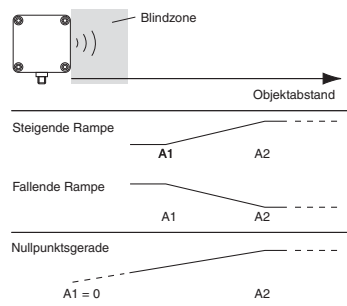 Blindzone
Objektabstand
Steigende Rampe
A1 A2
Fallende Rampe
A1 A2
Nullpunktsgerade
A1 = 0 A2